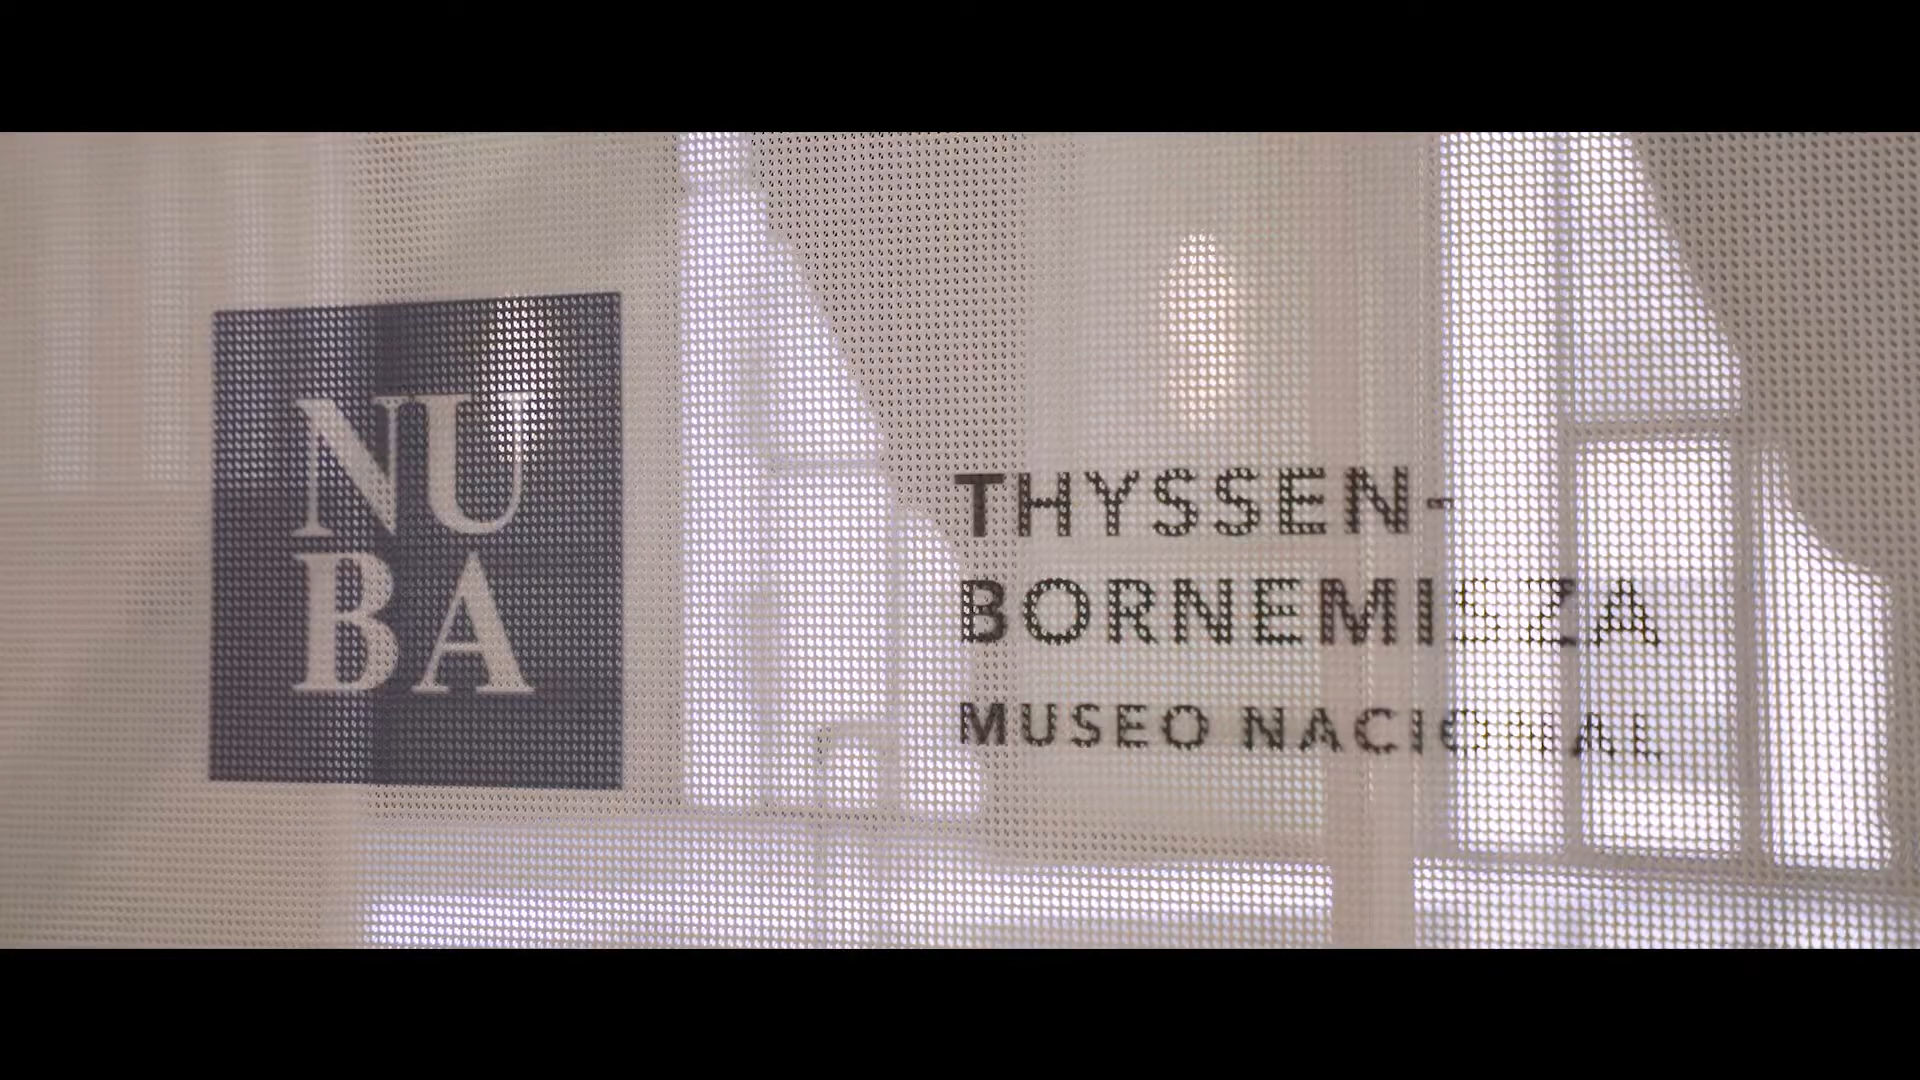 NU
BA
THYSSEN-
BORNEMISZA
MUSEO NACIONAL